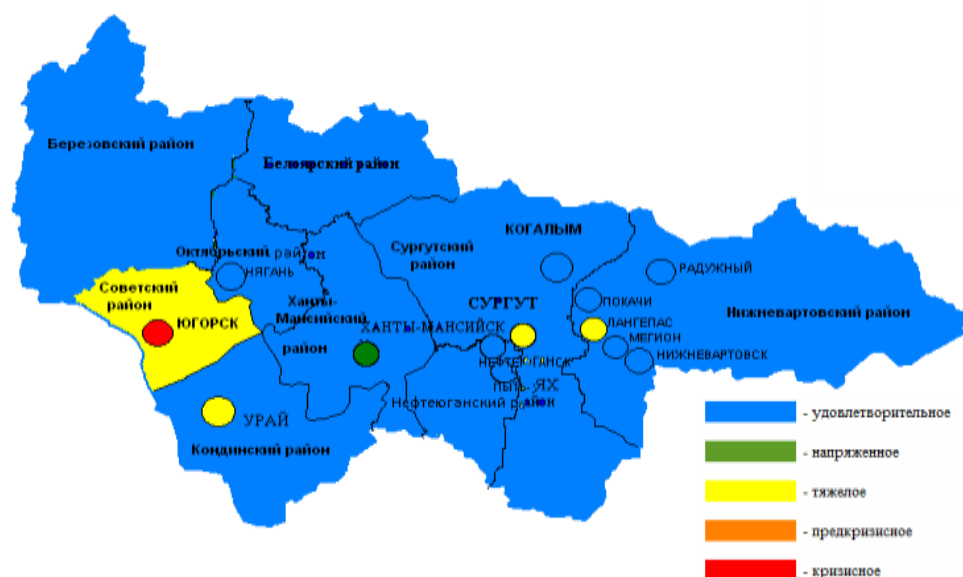 Березовский район
Белоярский район
Октябрьский район
НЯГАНЬ
Советский
район
ЮГОРСК
Ханты-
Мансийский
район
ХАНТЫ-МАНСИЙСК
УРАЙ
Кондинский район
Сургутский
район
КОГАЛЫМ
СУРГУТ
НЕФТЕЮГАНСК
ПЫТЬ-ЯХ
Нефтеюганский район
РАДУЖНЫЙ
ПОКАЧИ
ЛАНГЕПАС
МЕГИОН
НИЖНЕВАРТОВСК
Нижневартовский район
- удовлетворительное
- напряженное
- тяжелое
- предкризисное
- кризисное